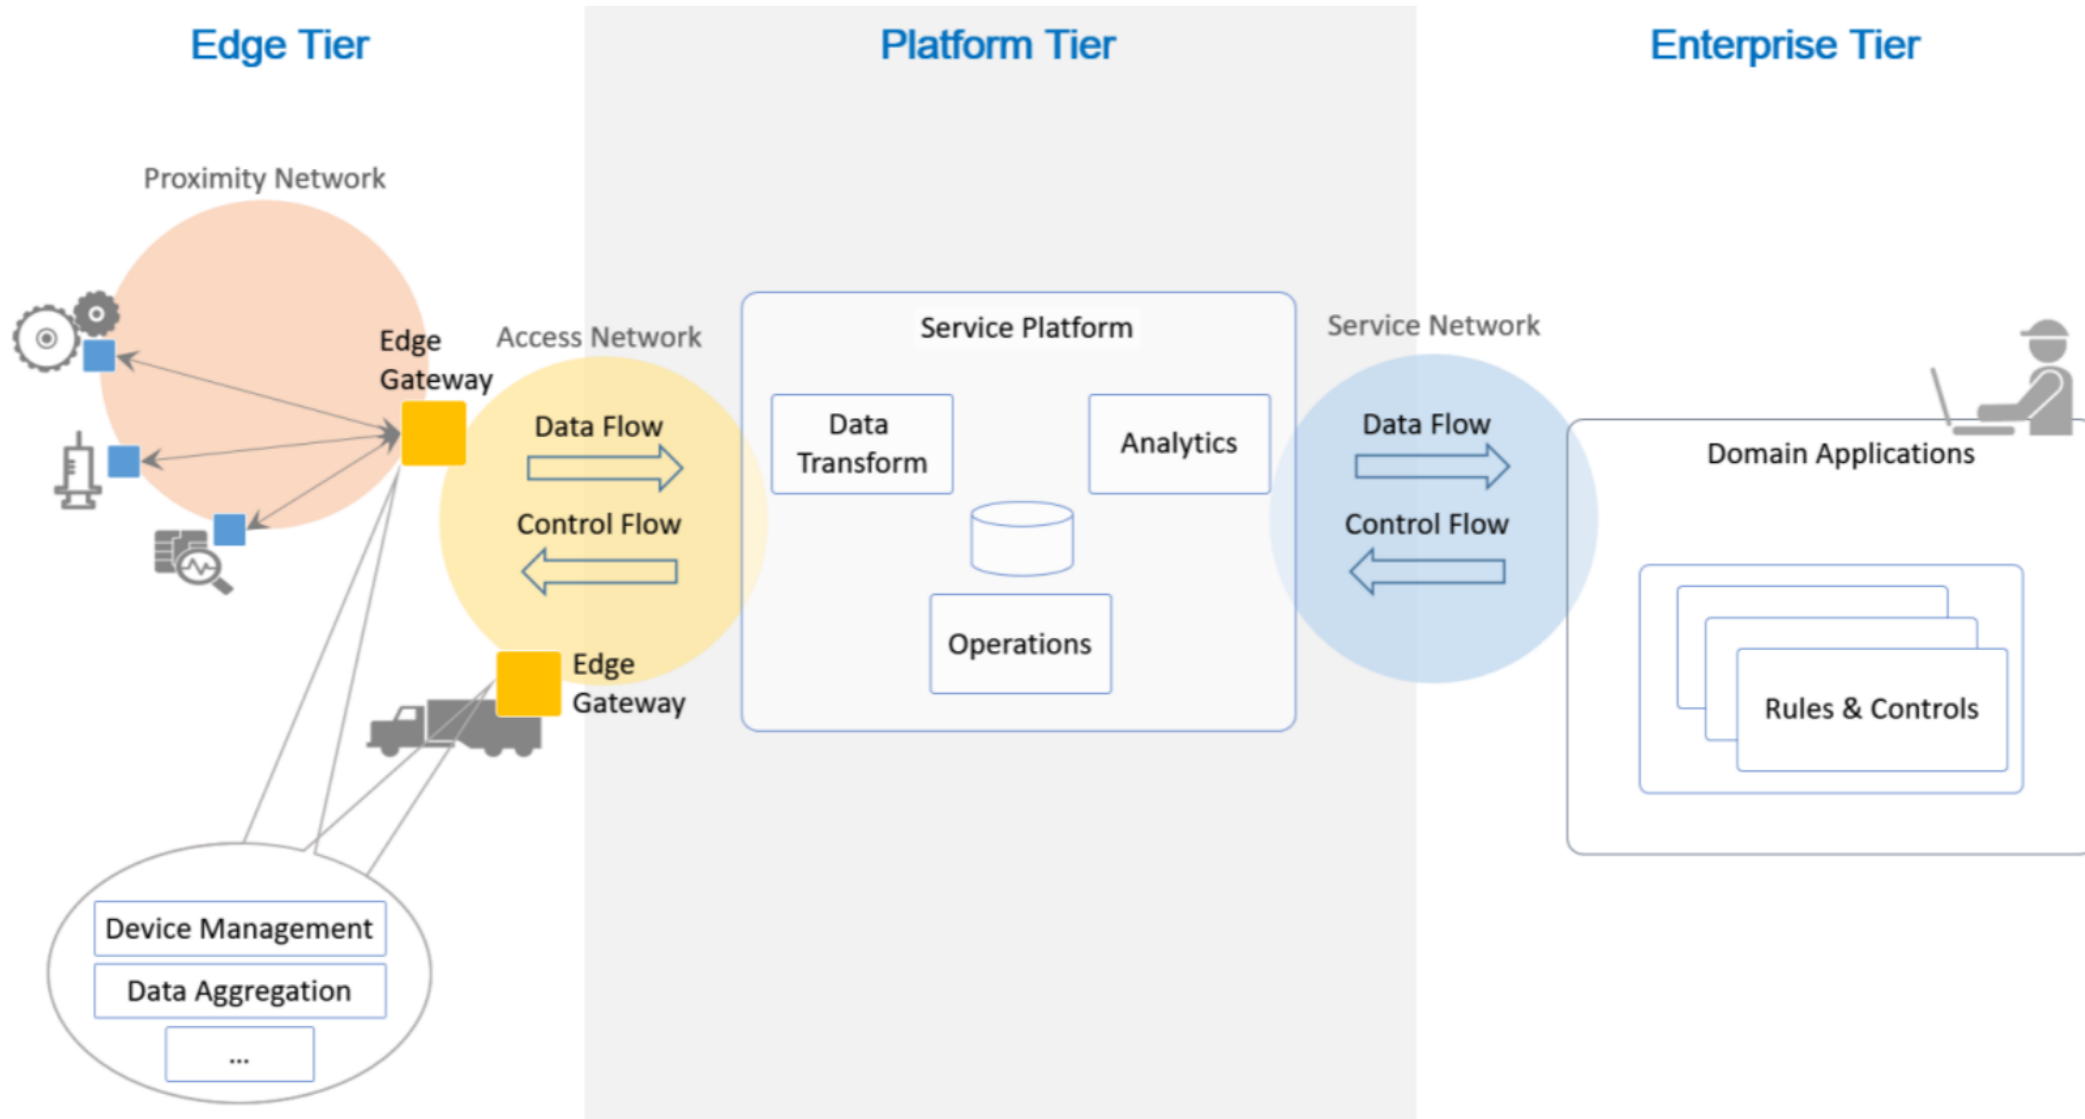 Edge Tier
Platform Tier
Enterprise Tier
Proximity Network
Edge
Gateway
Access Network
Data Flow
Control Flow
Edge
Gateway
Device Management
Data Aggregation
...
Service Platform
Data
Transform
Analytics
Operations
Service Network
Data Flow
Control Flow
Domain Applications
Rules & Controls